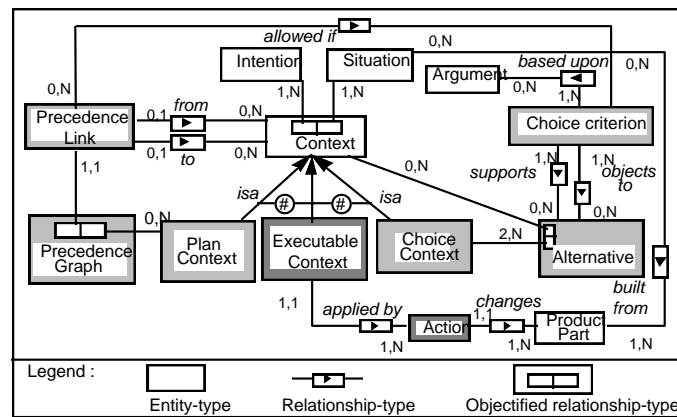 allowed if
0,N
Intention
Situation
0,N
based upon
Argument
0,N
0,N
0,N
1,N
1,N
1,N
Precedence
Link
0,1
from
0,N
0,1
to
0,N
Context
Choice criterion
1,1
0,N
1,N
1,N
supports
objects
to
isa
isa
0,N
#
#
0,N
0,N
Precedence
Graph
Plan
Context
Executable
Context
Choice
Context
2,N
Alternative
built
from
1,1
applied by
changes
1,N
Action
1,1
1,N
Product
Part
1,N
Legend :
Entity-type
Relationship-type
Objectified relationship-type